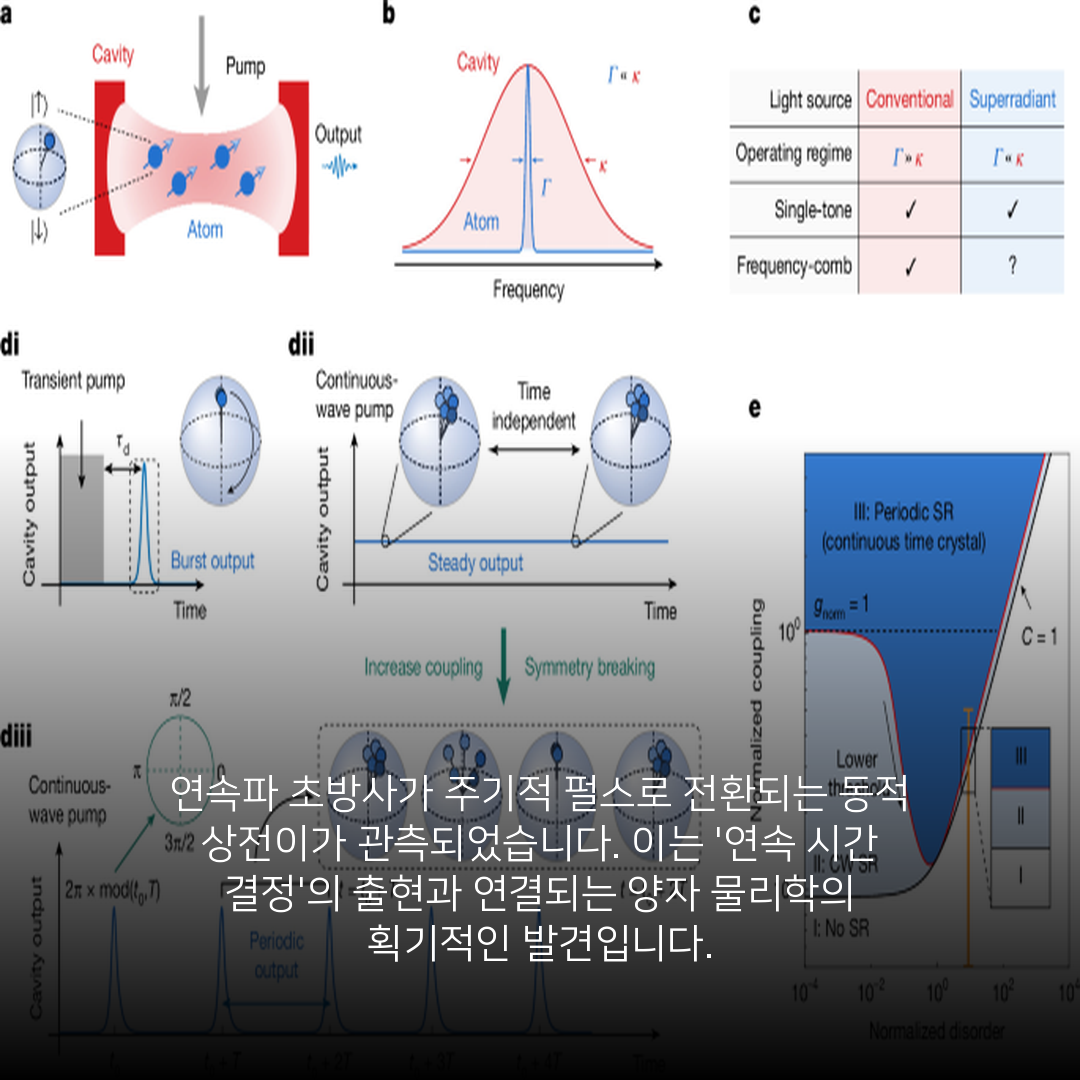 a
Cavity
Pump
|↑⟩
|↓⟩
Output
Atom
b
Cavity
Γ « κ
κ
Γ
Atom
Frequency
c
Light source Conventional Superradiant
Operating regime Γ » κ Γ « κ
Single-tone ✓ ✓
Frequency-comb ✓ ?
di
Transient pump
τd
Cavity output
Burst output
Time
dii
Continuous-
wave pump
Time
independent
Cavity output
Steady output
Time
Increase coupling
Symmetry breaking
diii
Continuous-
wave pump
π/2
π
0
3π/2
2π × mod(t₀,T)
Cavity output
Periodic
output
Time
e
III: Periodic SR
(continuous time crystal)
gnorm = 1
10⁰
C = 1
Normalized coupling
Lower
threshold
II: CW SR
I: No SR
III
II
I
10⁻⁴ 10⁻² 10⁰ 10² 10⁴
Normalized disorder
연속파 초방사가 주기적 펄스로 전환되는 동적
상전이가 관측되었습니다. 이는 '연속 시간
결정'의 출현과 연결되는 양자 물리학의
획기적인 발견입니다.